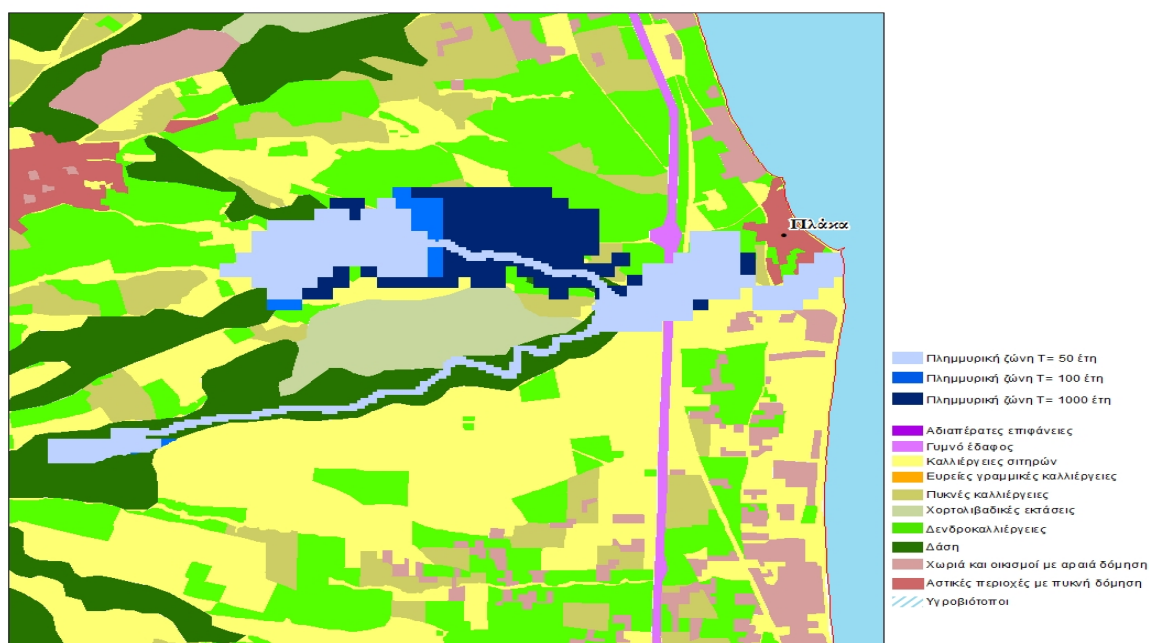 Πλάκα
Πλημμυρική ζώνη Τ= 50 έτη
Πλημμυρική ζώνη Τ= 100 έτη
Πλημμυρική ζώνη Τ= 1000 έτη
Αδιαπέρατες επιφάνειες
Γυμνό έδαφος
Καλλιέργειες σιτηρών
Ευρείες γραμμικές καλλιέργειες
Πυκνές καλλιέργειες
Χορτολιβαδικές εκτάσεις
Δενδροκαλλιέργειες
Δάση
Χωριά και οικισμοί με αραιά δόμηση
Αστικές περιοχές με πυκνή δόμηση
Υγροβιότοποι